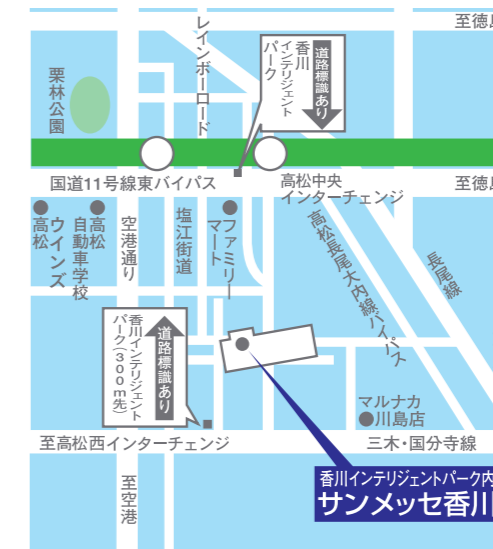 至徳島
レインボーロード
栗林公園
道路標識あり
香川
インテリジェント
パーク
国道11号線東バイパス
高松中央
インターチェンジ
至徳
ウインズ
高松
高松
自動車学校
空港通り
塩江街道
ファミリー
マート
高松長尾大内線バイパス
長尾線
道路標識あり
香川インテリジェント
パーク(300m先)
マルナカ
川島店
至高松西インターチェンジ
三木・国分寺線
至空港
香川インテリジェントパーク内
サンメッセ香川